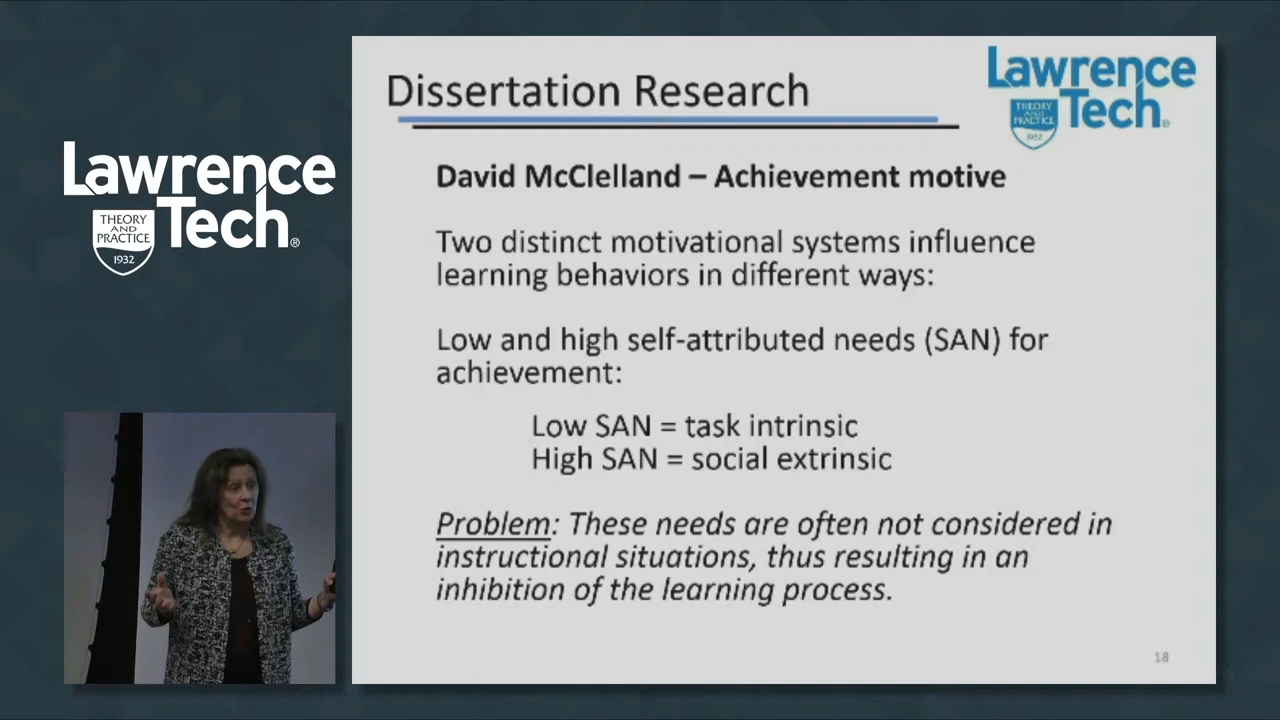 Lawrence
Tech®
THEORY
AND
PRACTICE
1932
Dissertation Research
Lawrence
Tech
THEORY
AND
PRACTICE
1932
David McClelland – Achievement motive
Two distinct motivational systems influence
learning behaviors in different ways:
Low and high self-attributed needs (SAN) for
achievement:
Low SAN = task intrinsic
High SAN = social extrinsic
Problem: These needs are often not considered in
instructional situations, thus resulting in an
inhibition of the learning process.
18